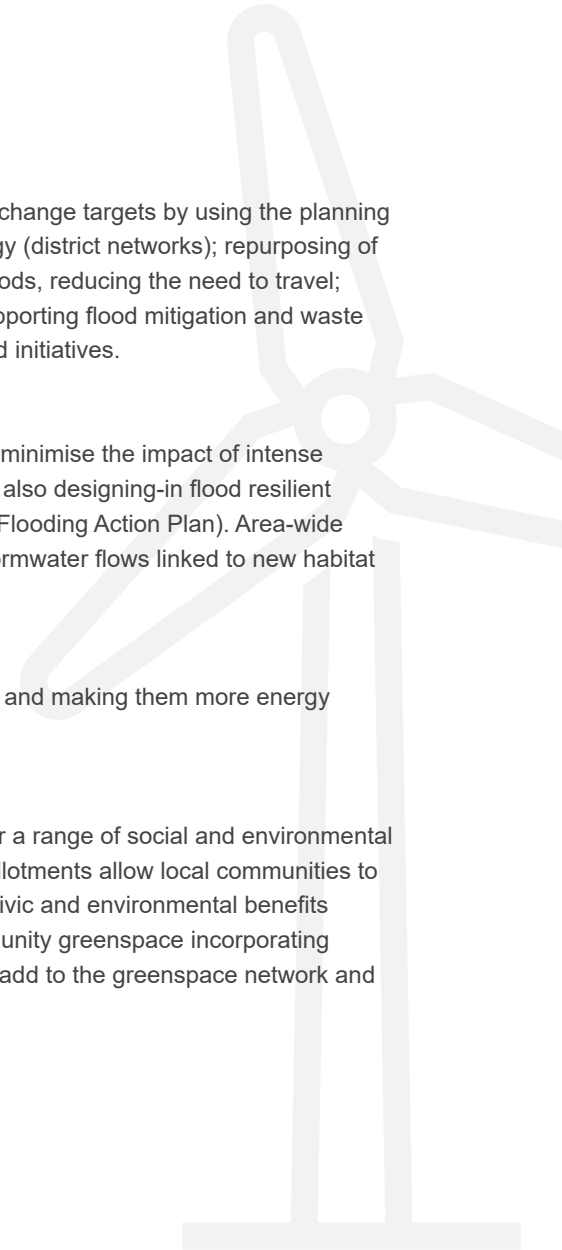 change targets by using the planning
gy (district networks); repurposing of
ods, reducing the need to travel;
pporting flood mitigation and waste
d initiatives.
minimise the impact of intense
also designing-in flood resilient
Flooding Action Plan). Area-wide
ormwater flows linked to new habitat
and making them more energy
r a range of social and environmental
llotments allow local communities to
ivic and environmental benefits
unity greenspace incorporating
add to the greenspace network and